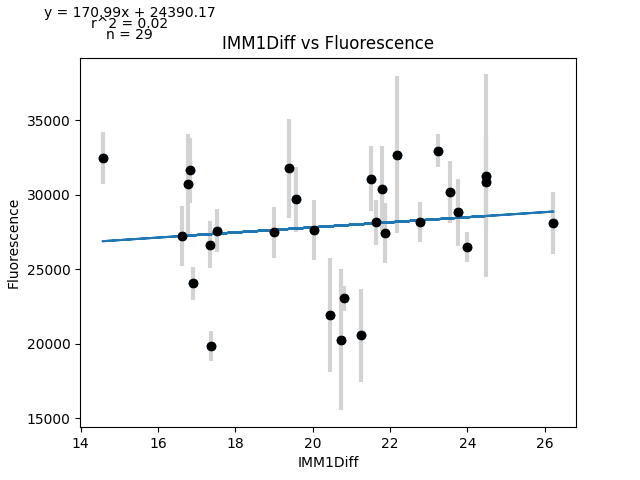 y = 170.99x + 24390.17
r^2 = 0.02
n = 29
IMM1Diff vs Fluorescence
35000
30000
25000
20000
15000
Fluorescence
14 16 18 20 22 24 26
IMM1Diff